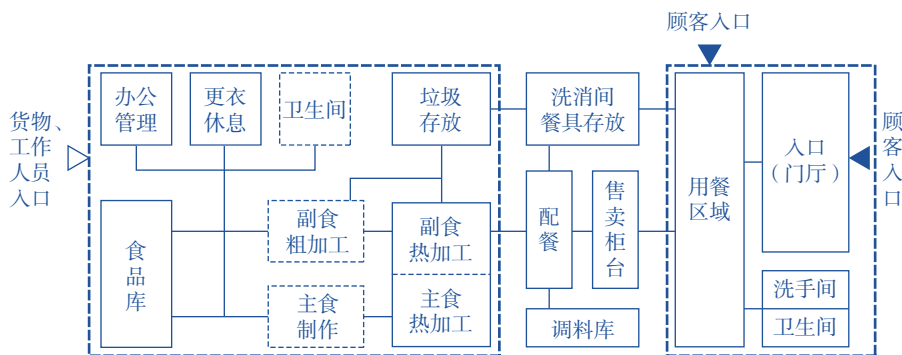 顾客入口
货物、
工作
人员
入口
办公
管理
更衣
休息
卫生间
垃圾
存放
洗消间
餐具存放
食
品
库
副食
粗加工
副食
热加工
主食
制作
主食
热加工
配
餐
售
卖
柜
台
调料库
用餐
区域
入口
（门厅）
洗手间
卫生间
顾
客
入
口